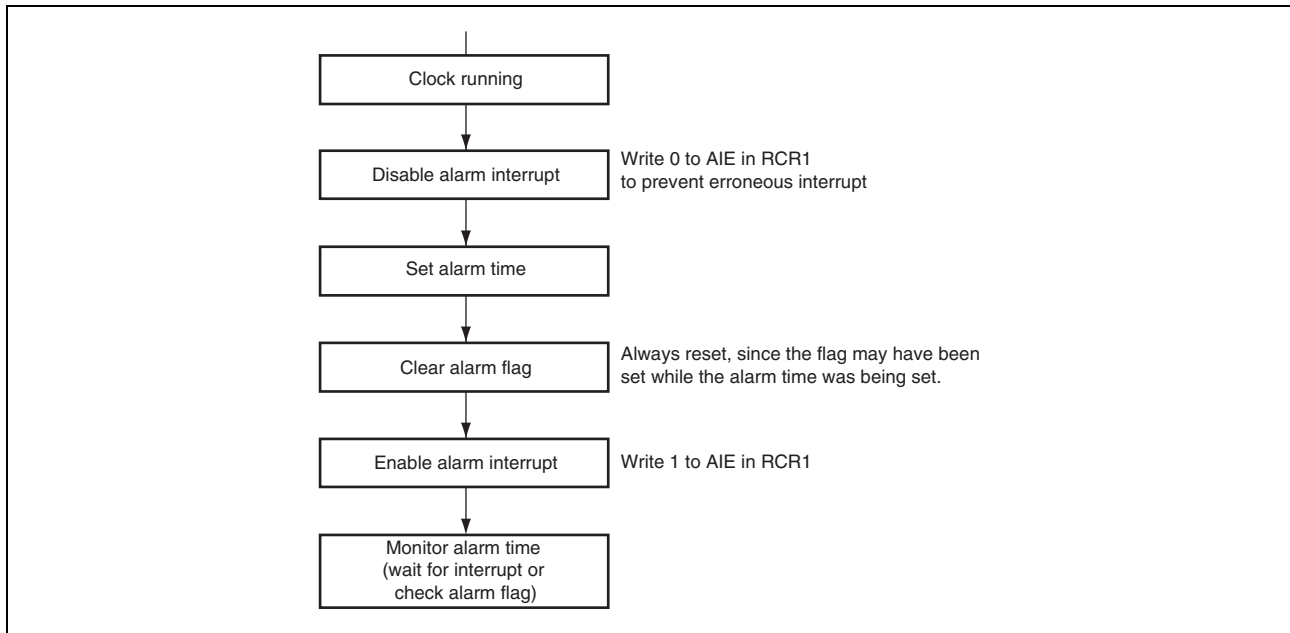 Clock running
Disable alarm interrupt
Write 0 to AIE in RCR1
to prevent erroneous interrupt
Set alarm time
Clear alarm flag
Always reset, since the flag may have been
set while the alarm time was being set.
Enable alarm interrupt
Write 1 to AIE in RCR1
Monitor alarm time
(wait for interrupt or
check alarm flag)